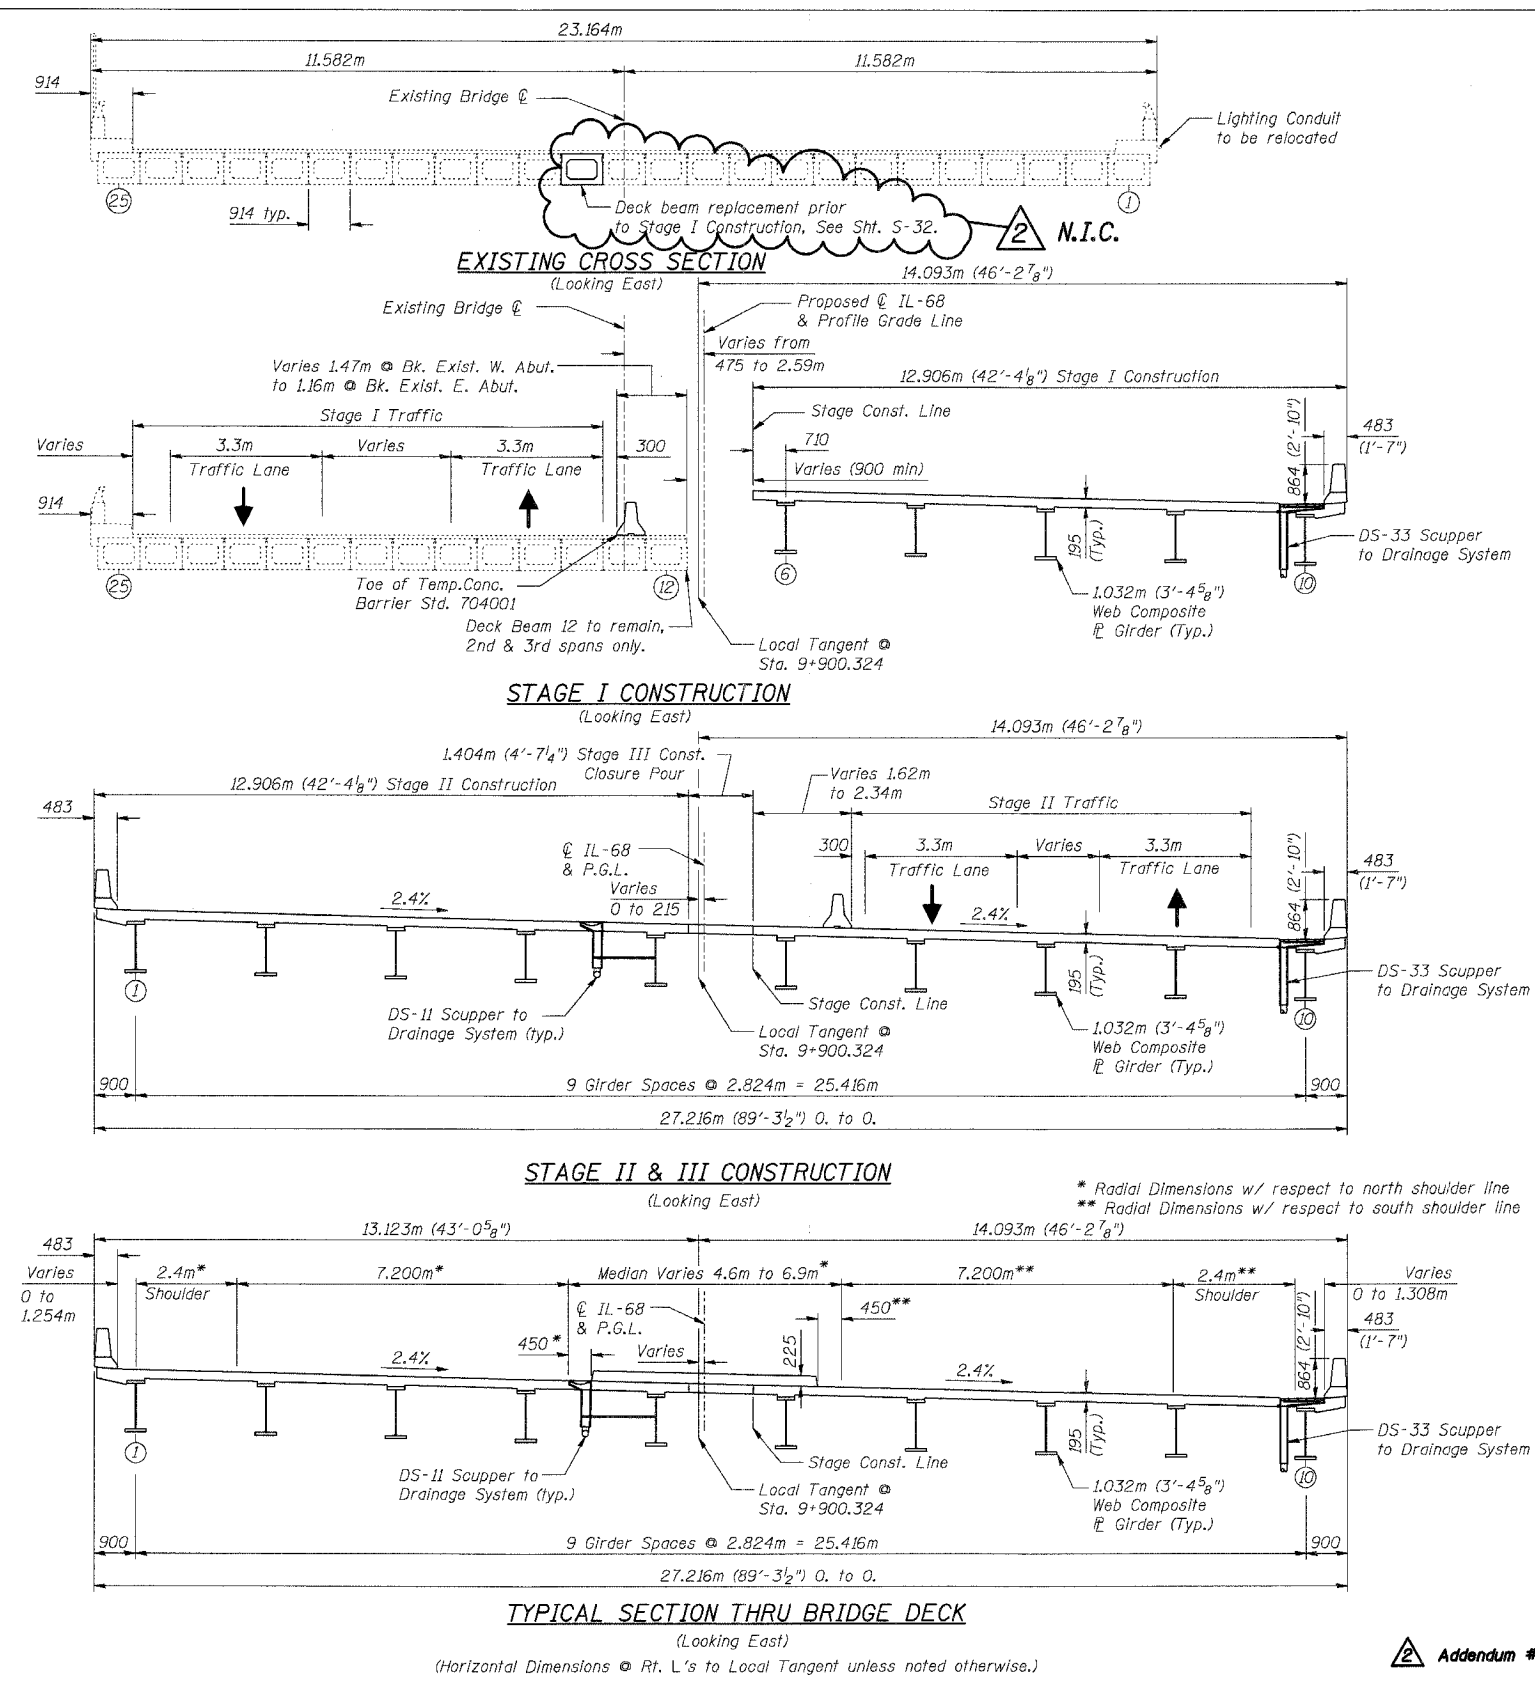 23.164m
11.582m
11.582m
914
Existing Bridge ℄
Lighting Conduit
to be relocated
25
914 typ.
Deck beam replacement prior
to Stage I Construction, See Sht. S-32.
2
N.I.C.
1
EXISTING CROSS SECTION
(Looking East)
14.093m (46'-2 7/8")
Existing Bridge ℄
Proposed ℄ IL-68
& Profile Grade Line
Varies from
475 to 2.59m
Varies 1.47m @ Bk. Exist. W. Abut.
to 1.16m @ Bk. Exist. E. Abut.
12.906m (42'-4 1/8") Stage I Construction
Stage I Traffic
Stage Const. Line
Varies
3.3m
Traffic Lane
Varies
3.3m
Traffic Lane
300
710
Varies (900 min)
864 (2'-10")
483
(1'-7")
914
195
(Typ.)
DS-33 Scupper
to Drainage System
25
12
6
10
Toe of Temp.Conc.
Barrier Std. 704001
1.032m (3'-4 5/8")
Web Composite
℄ Girder (Typ.)
Deck Beam 12 to remain,
2nd & 3rd spans only.
Local Tangent @
Sta. 9+900.324
STAGE I CONSTRUCTION
(Looking East)
14.093m (46'-2 7/8")
1.404m (4'-7 1/4") Stage III Const.
Closure Pour
12.906m (42'-4 1/8") Stage II Construction
Varies 1.62m
to 2.34m
Stage II Traffic
483
℄ IL-68
& P.G.L.
Varies
0 to 215
300
3.3m
Traffic Lane
Varies
3.3m
Traffic Lane
864 (2'-10")
483
(1'-7")
2.4%
2.4%
195
(Typ.)
DS-33 Scupper
to Drainage System
1
10
DS-11 Scupper to
Drainage System (typ.)
Stage Const. Line
Local Tangent @
Sta. 9+900.324
1.032m (3'-4 5/8")
Web Composite
℄ Girder (Typ.)
900
9 Girder Spaces @ 2.824m = 25.416m
900
27.216m (89'-3 1/2") O. to O.
STAGE II & III CONSTRUCTION
(Looking East)
* Radial Dimensions w/ respect to north shoulder line
** Radial Dimensions w/ respect to south shoulder line
13.123m (43'-0 5/8")
14.093m (46'-2 7/8")
483
Varies
0 to
1.254m
2.4m*
Shoulder
7.200m*
Median Varies 4.6m to 6.9m*
7.200m**
2.4m**
Shoulder
Varies
0 to 1.308m
℄ IL-68
& P.G.L.
450**
450*
Varies
225
864 (2'-10")
483
(1'-7")
2.4%
2.4%
195
(Typ.)
DS-33 Scupper
to Drainage System
1
10
DS-11 Scupper to
Drainage System (typ.)
Stage Const. Line
Local Tangent @
Sta. 9+900.324
1.032m (3'-4 5/8")
Web Composite
℄ Girder (Typ.)
900
9 Girder Spaces @ 2.824m = 25.416m
900
27.216m (89'-3 1/2") O. to O.
TYPICAL SECTION THRU BRIDGE DECK
(Looking East)
(Horizontal Dimensions @ Rt. L's to Local Tangent unless noted otherwise.)
2 Addendum #